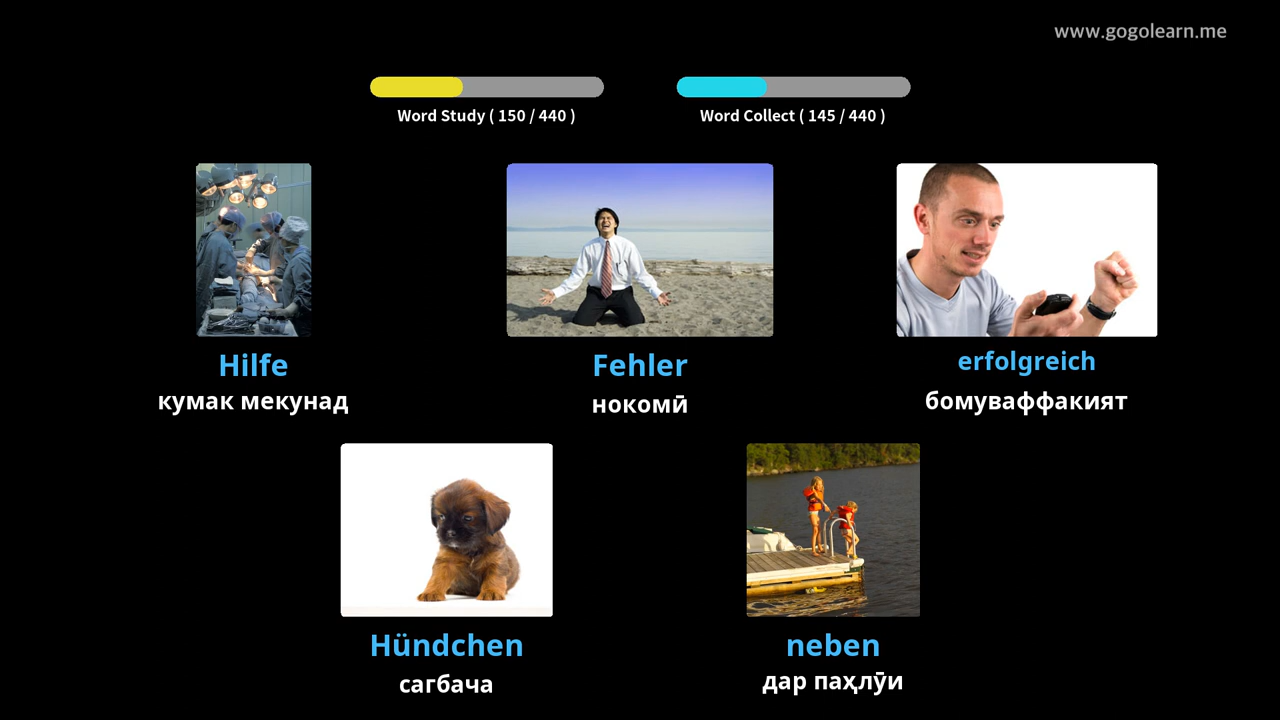 www.gogolearn.me
Word Study ( 150 / 440 )
Word Collect ( 145 / 440 )
Hilfe
кумак мекунад
Fehler
нокомӣ
erfolgreich
бомуваффакият
Hündchen
сагбача
neben
дар паҳлӯи